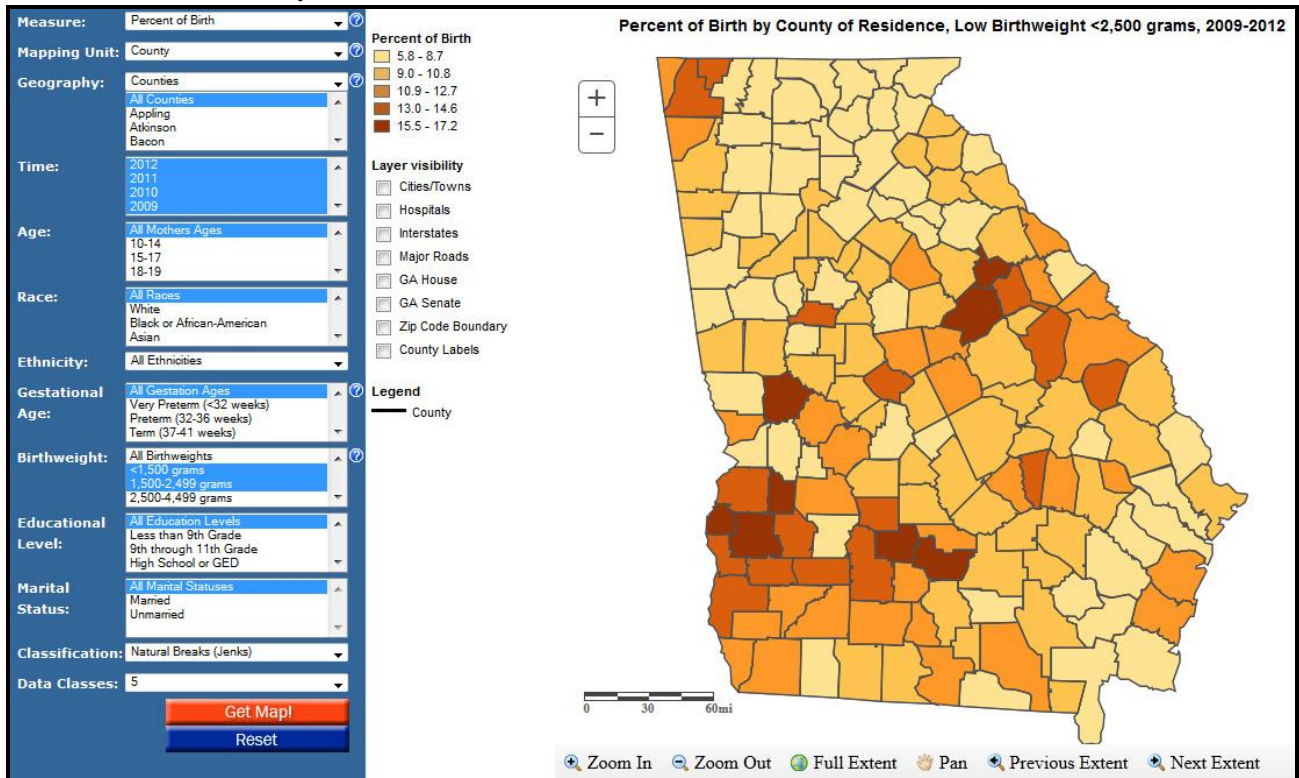 Measure: Percent of Birth
Mapping Unit: County
Geography: Counties
All Counties
Appling
Atkinson
Bacon
Time: 2012
2011
2010
2009
Age: All Mothers Ages
10-14
15-17
18-19
Race: All Races
White
Black or African-American
Asian
Ethnicity: All Ethnicities
Gestational Age: All Gestation Ages
Very Preterm (<32 weeks)
Preterm (32-36 weeks)
Term (37-41 weeks)
Birthweight: All Birthweights
<1,500 grams
1,500-2,499 grams
2,500-4,499 grams
Educational Level: All Education Levels
Less than 9th Grade
9th through 11th Grade
High School or GED
Marital Status: All Marital Statuses
Married
Unmarried
Classification: Natural Breaks (Jenks)
Data Classes: 5
Get Map!
Reset
Percent of Birth
5.8 - 8.7
9.0 - 10.8
10.9 - 12.7
13.0 - 14.6
15.5 - 17.2
Layer visibility
Cities/Towns
Hospitals
Interstates
Major Roads
GA House
GA Senate
Zip Code Boundary
County Labels
Legend
County
Percent of Birth by County of Residence, Low Birthweight <2,500 grams, 2009-2012
+
−
0 30 60mi
Zoom In Zoom Out Full Extent Pan Previous Extent Next Extent